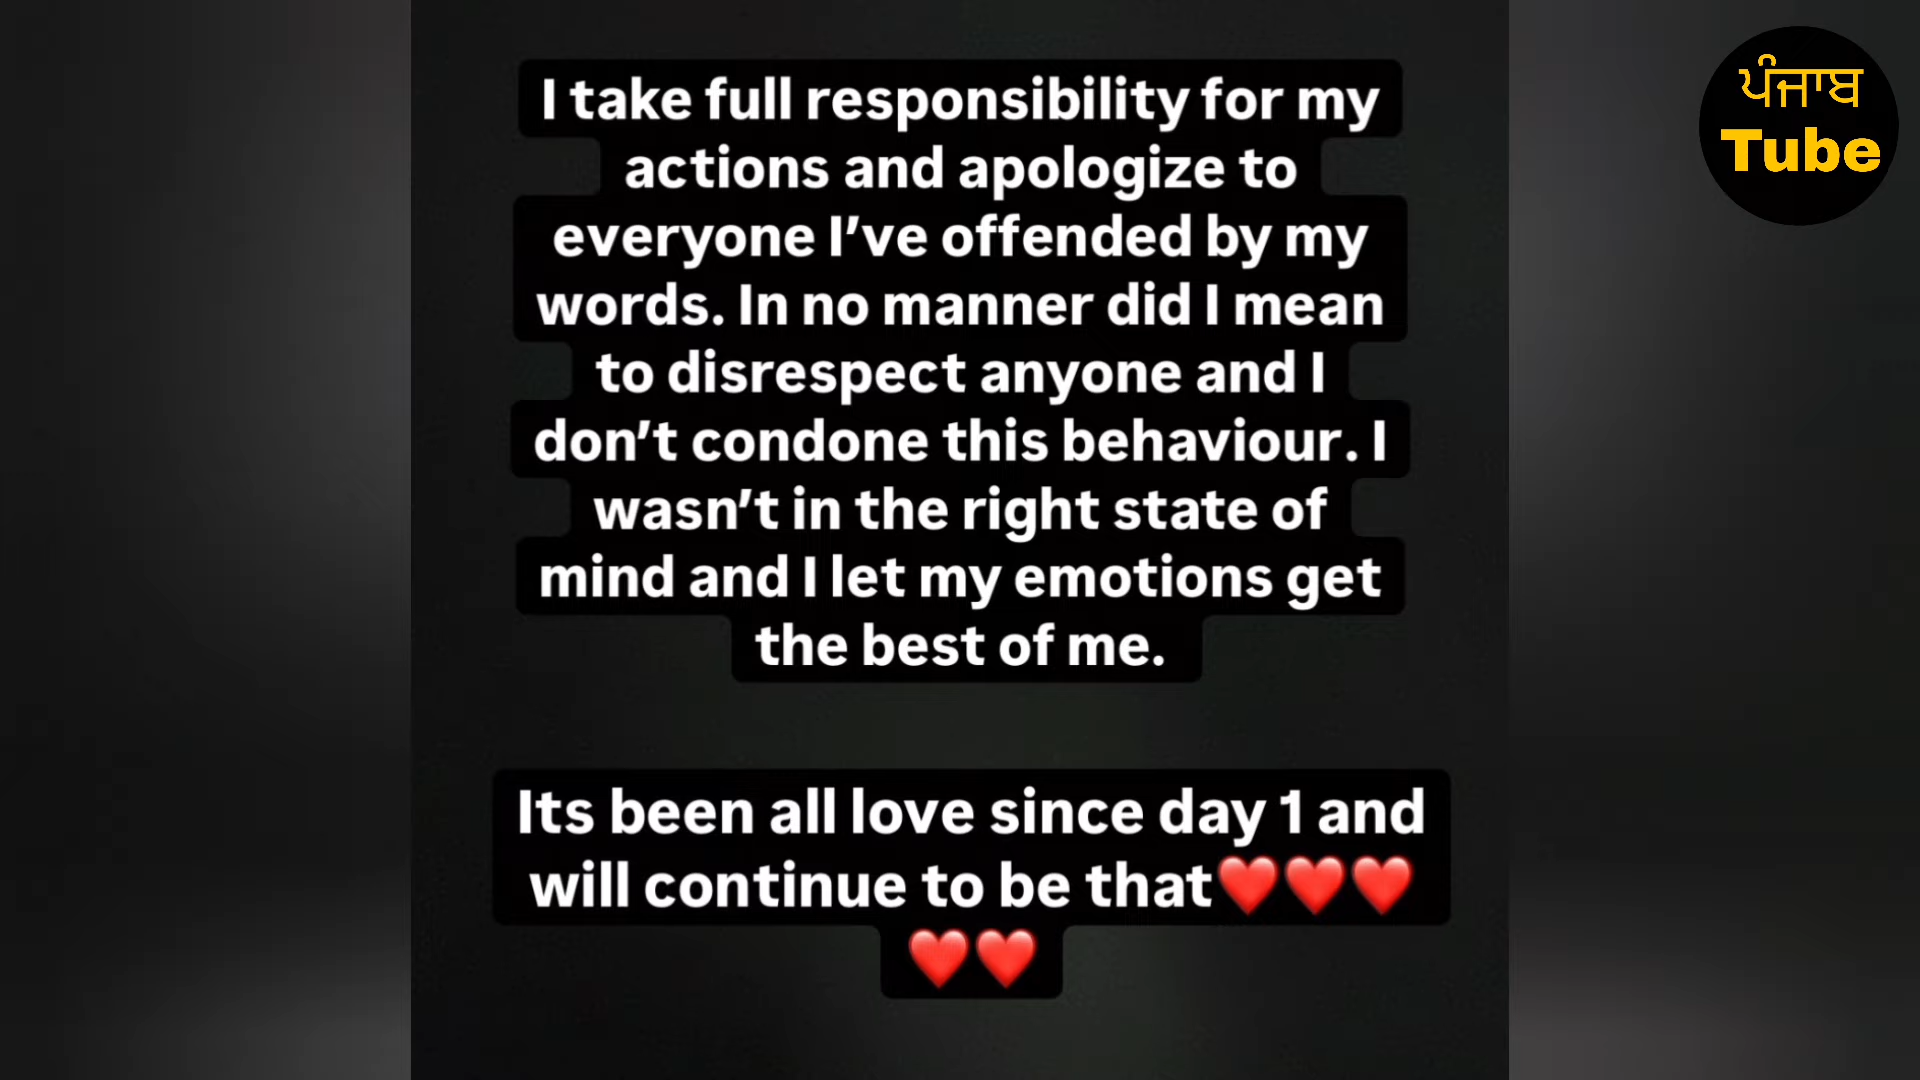 I take full responsibility for my
actions and apologize to
everyone I’ve offended by my
words. In no manner did I mean
to disrespect anyone and I
don’t condone this behaviour. I
wasn’t in the right state of
mind and I let my emotions get
the best of me.
Its been all love since day 1 and
will continue to be that❤️❤️❤️
❤️❤️
ਪੰਜਾਬ
Tube